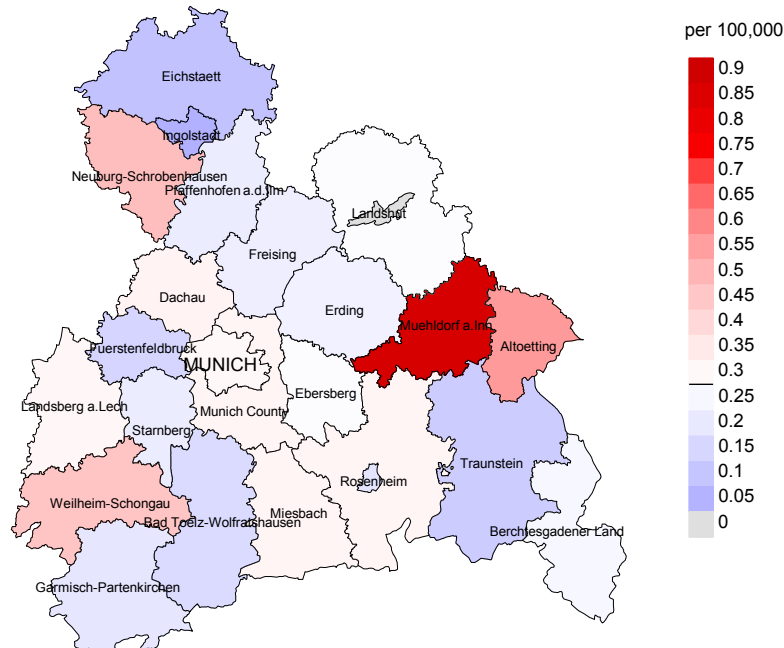 per 100,000
0.9
0.85
0.8
0.75
0.7
0.65
0.6
0.55
0.5
0.45
0.4
0.35
0.3
0.25
0.2
0.15
0.1
0.05
0
Eichstaett
Ingolstadt
Neuburg-Schrobenhausen
Pfaffenhofen a.d.Ilm
Landshut
Freising
Dachau
Erding
Muehldorf a.Inn
Altoetting
Fuerstenfeldbruck
MUNICH
Ebersberg
Landsberg a.Lech
Munich County
Starnberg
Traunstein
Rosenheim
Weilheim-Schongau
Miesbach
Bad Toelz-Wolfratshausen
Berchtesgadener Land
Garmisch-Partenkirchen